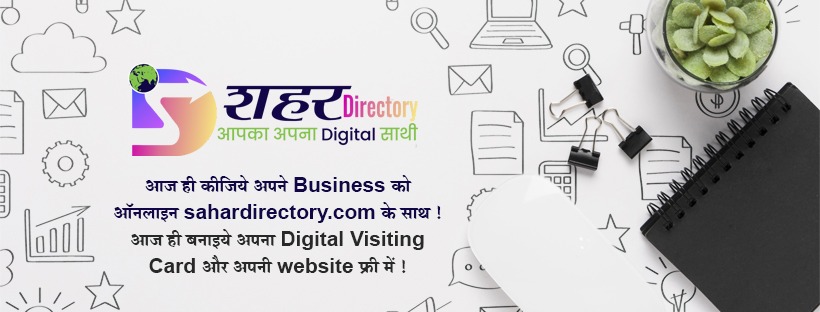 शहर Directory
आपका अपना Digital साथी
आज ही कीजिये अपने Business को
ऑनलाइन sahardirectory.com के साथ !
आज ही बनाइये अपना Digital Visiting
Card और अपनी website फ्री में !